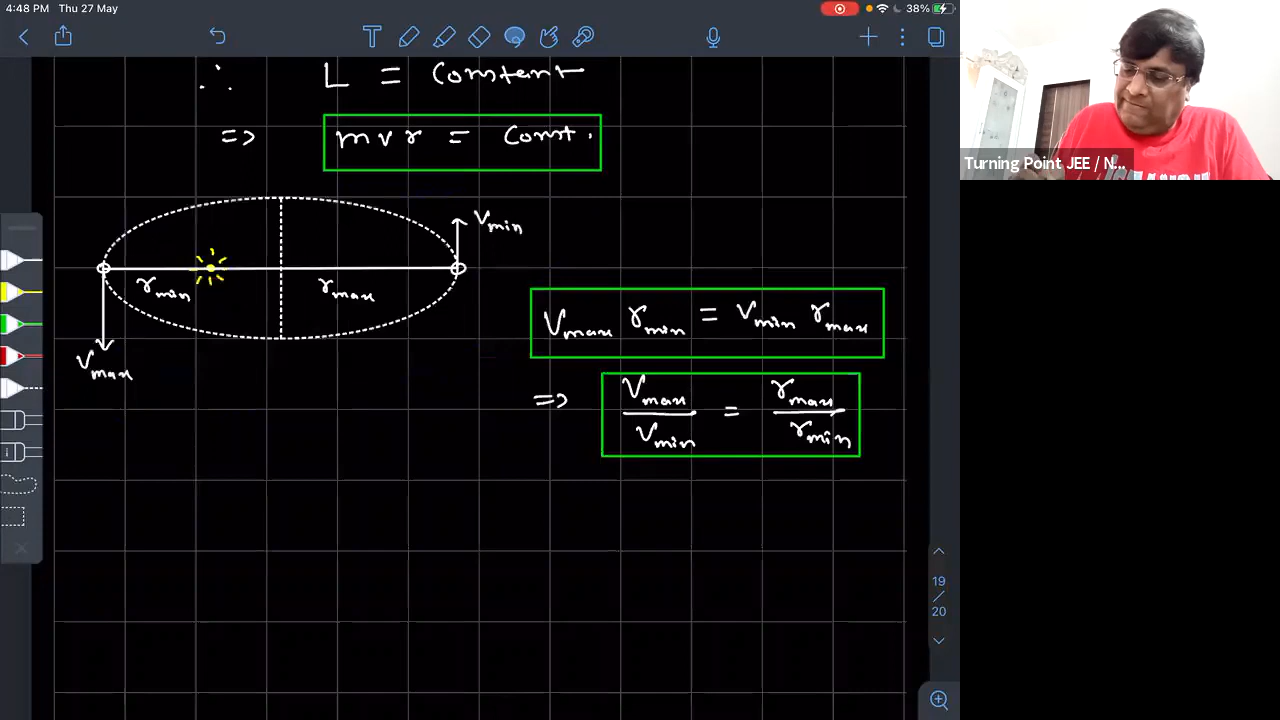 4:48 PM Thu 27 May
38%
∴ L = Constant
=> m v r = Const.
Vmin
rmin rmax
Vmax
Vmax rmin = Vmin rmax
=> Vmax / Vmin = rmax / rmin
19
/
20
Turning Point JEE / N...